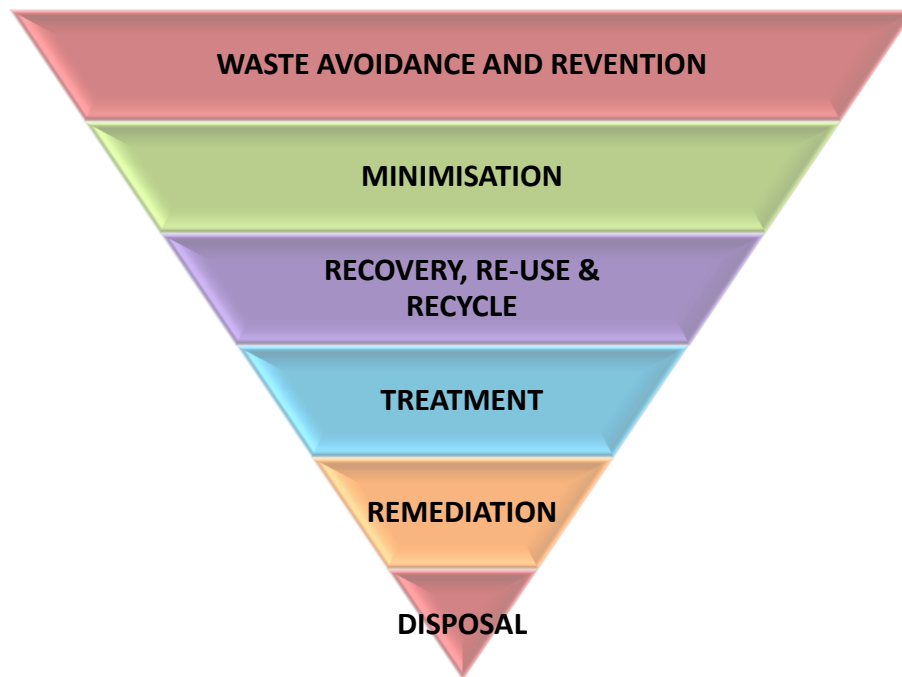 WASTE AVOIDANCE AND REVENTION
MINIMISATION
RECOVERY, RE-USE &
RECYCLE
TREATMENT
REMEDIATION
DISPOSAL